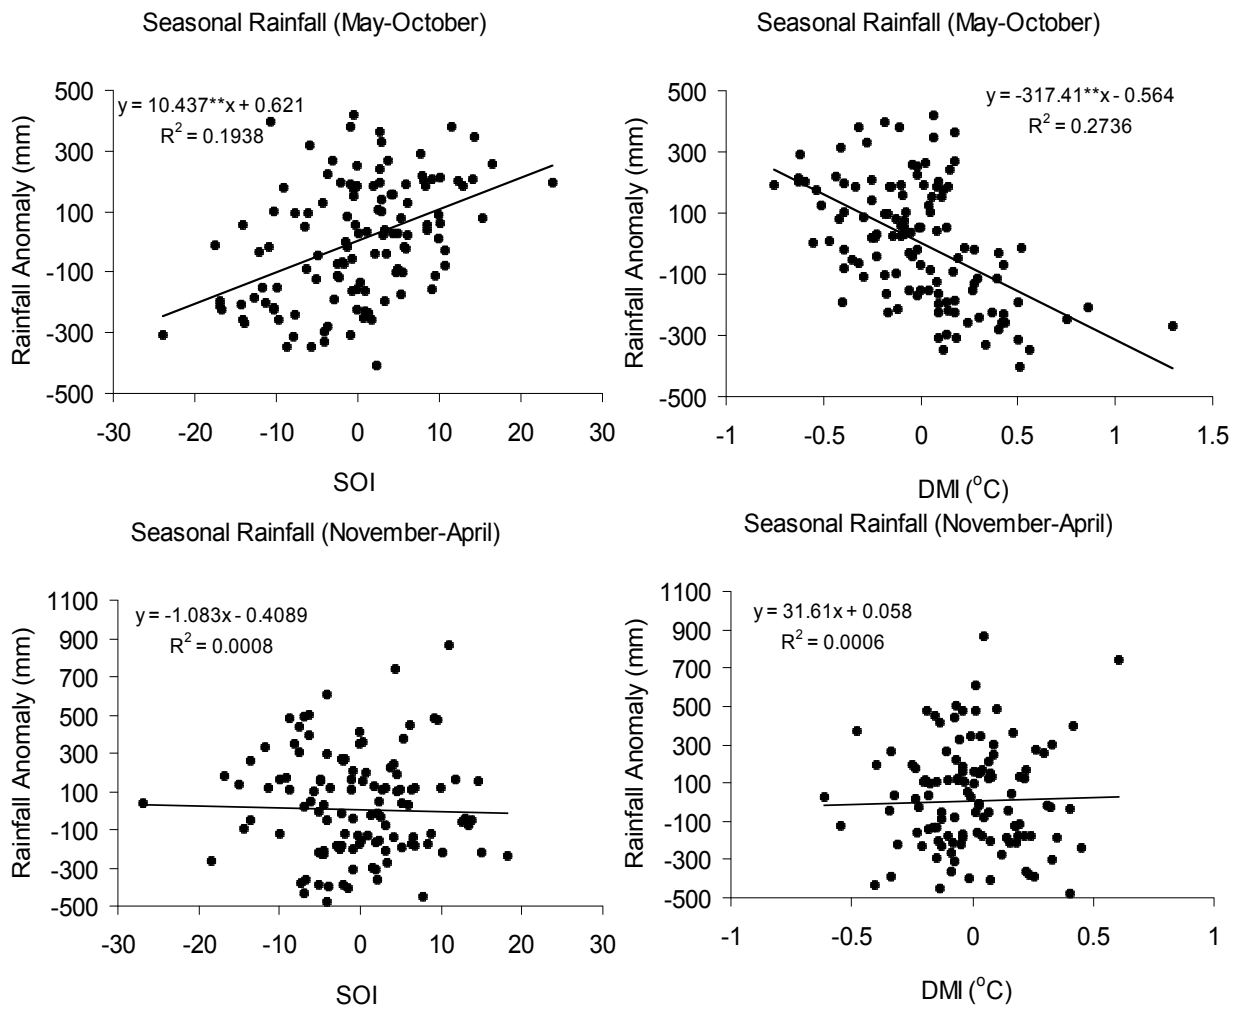 Seasonal Rainfall (May-October)
y = 10.437**x + 0.621
R² = 0.1938
Rainfall Anomaly (mm)
500
300
100
-100
-300
-500
-30 -20 -10 0 10 20 30
SOI
Seasonal Rainfall (May-October)
y = -317.41**x - 0.564
R² = 0.2736
Rainfall Anomaly (mm)
500
300
100
-100
-300
-500
-1 -0.5 0 0.5 1 1.5
DMI (°C)
Seasonal Rainfall (November-April)
y = -1.083x - 0.4089
R² = 0.0008
Rainfall Anomaly (mm)
1100
900
700
500
300
100
-100
-300
-500
-30 -20 -10 0 10 20 30
SOI
Seasonal Rainfall (November-April)
y = 31.61x + 0.058
R² = 0.0006
Rainfall Anomaly (mm)
1100
900
700
500
300
100
-100
-300
-500
-1 -0.5 0 0.5 1
DMI (°C)